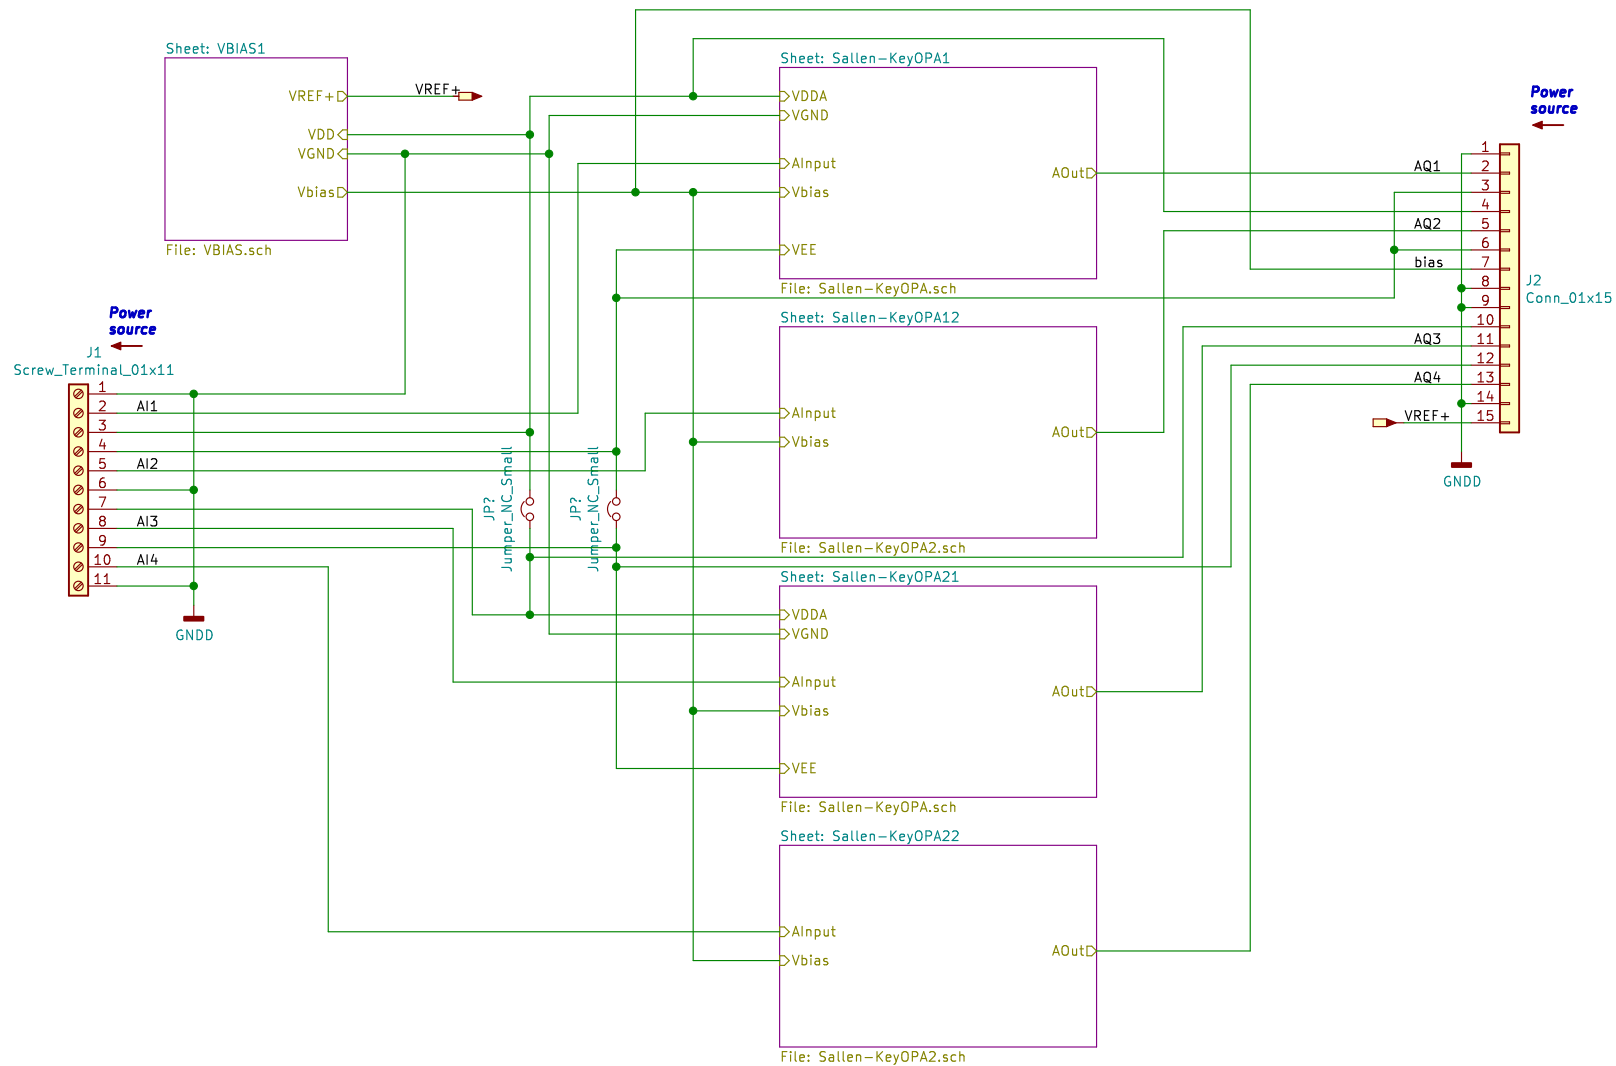 Sheet: VBIAS1
VREF+
VDD
VGND
Vbias
File: VBIAS.sch
VREF+
Power
source
J1
Screw_Terminal_01x11
1
2
3
4
5
6
7
8
9
10
11
AI1
AI2
AI3
AI4
GNDD
JP?
Jumper_NC_Small
JP?
Jumper_NC_Small
Sheet: Sallen-KeyOPA1
VDDA
VGND
AInput
Vbias
VEE
AOut
File: Sallen-KeyOPA.sch
Sheet: Sallen-KeyOPA12
AInput
Vbias
AOut
File: Sallen-KeyOPA2.sch
Sheet: Sallen-KeyOPA21
VDDA
VGND
AInput
Vbias
VEE
AOut
File: Sallen-KeyOPA.sch
Sheet: Sallen-KeyOPA22
AInput
Vbias
AOut
File: Sallen-KeyOPA2.sch
Power
source
AQ1
AQ2
bias
AQ3
AQ4
VREF+
1
2
3
4
5
6
7
8
9
10
11
12
13
14
15
J2
Conn_01x15
GNDD